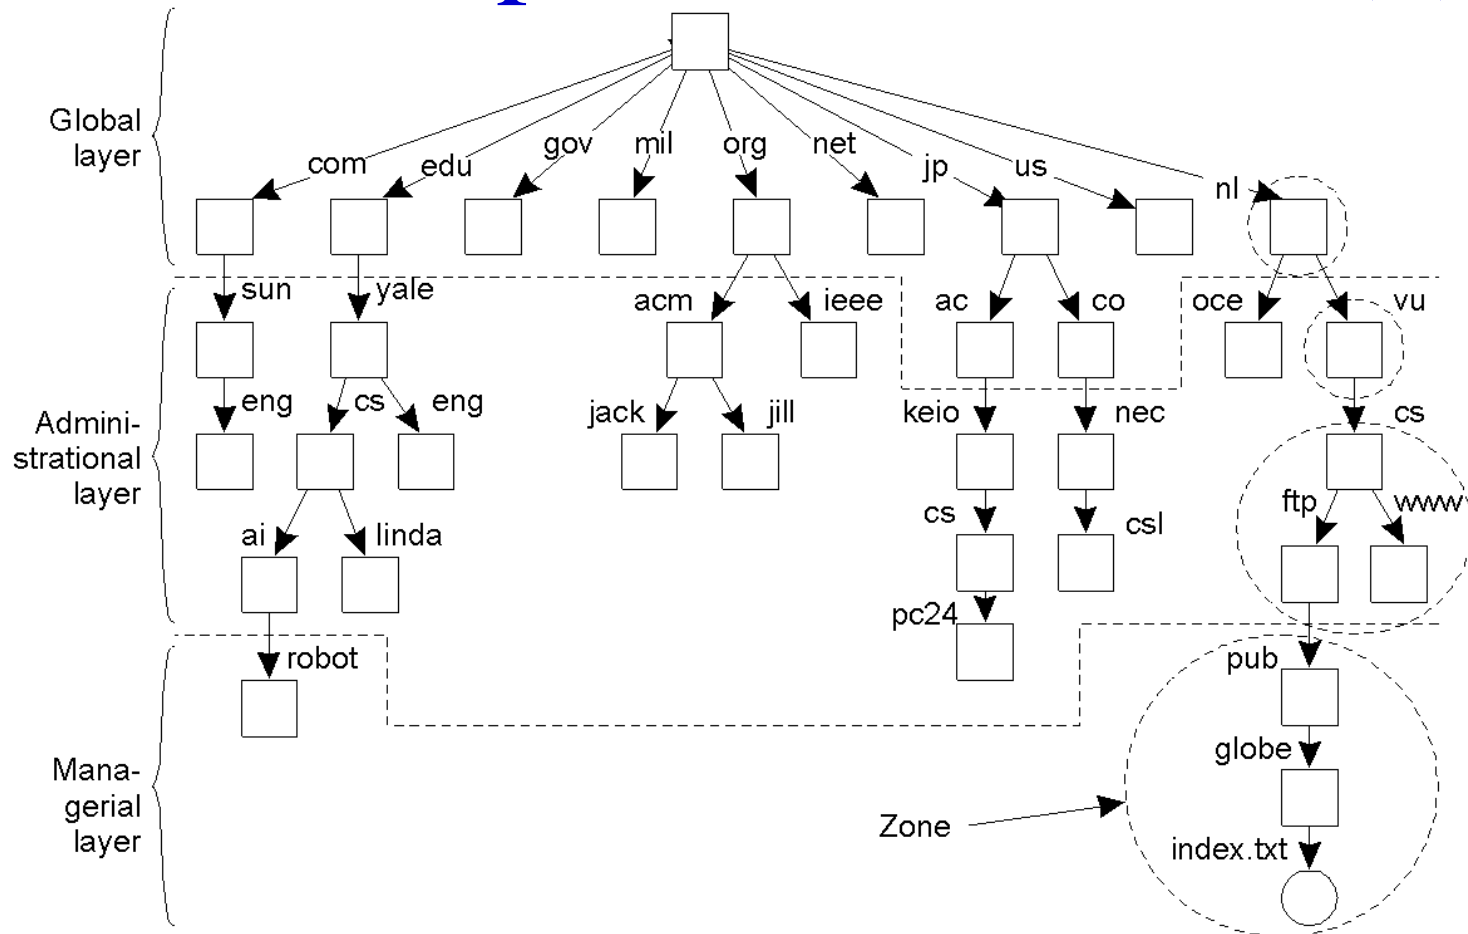 Global
layer
com
edu
gov
mil
org
net
jp
us
nl
sun
yale
acm
ieee
ac
co
oce
vu
Admini-
strational
layer
eng
cs
eng
jack
jill
keio
nec
cs
ai
linda
cs
csl
ftp
www
pc24
robot
pub
Mana-
gerial
layer
globe
Zone
index.txt